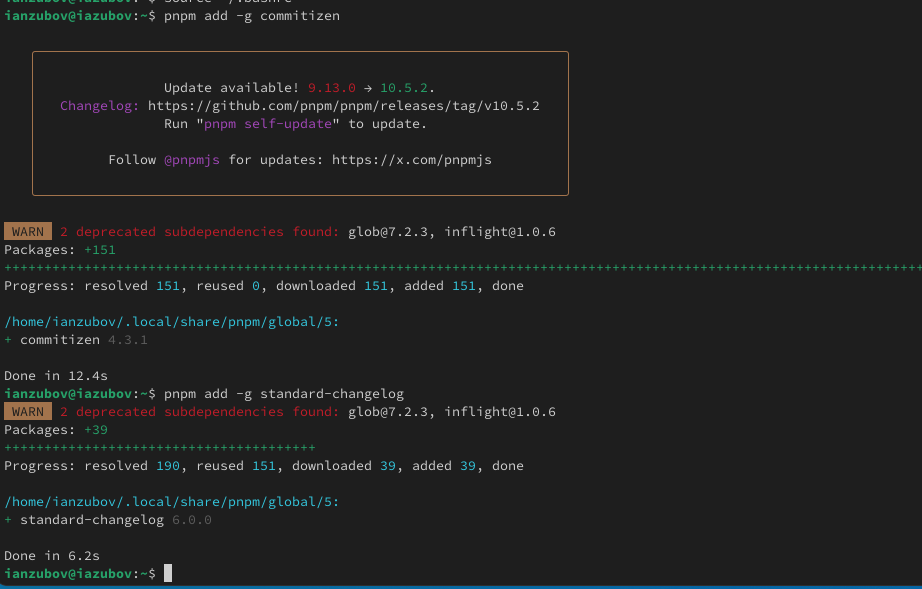 ianzubov@iazubov:~$ pnpm add -g commitizen
Update available! 9.13.0 → 10.5.2.
Changelog: https://github.com/pnpm/pnpm/releases/tag/v10.5.2
Run "pnpm self-update" to update.
Follow @pnpmjs for updates: https://x.com/pnpmjs
WARN 2 deprecated subdependencies found: glob@7.2.3, inflight@1.0.6
Packages: +151
+++++++++++++++++++++++++++++++++++++++++++++++++++++++++++++++++++++++++++++++++++++++++++++++++++++++++++++++++++
Progress: resolved 151, reused 0, downloaded 151, added 151, done
/home/ianzubov/.local/share/pnpm/global/5:
+ commitizen 4.3.1
Done in 12.4s
ianzubov@iazubov:~$ pnpm add -g standard-changelog
WARN 2 deprecated subdependencies found: glob@7.2.3, inflight@1.0.6
Packages: +39
+++++++++++++++++++++++++++++++++++++++
Progress: resolved 190, reused 151, downloaded 39, added 39, done
/home/ianzubov/.local/share/pnpm/global/5:
+ standard-changelog 6.0.0
Done in 6.2s
ianzubov@iazubov:~$